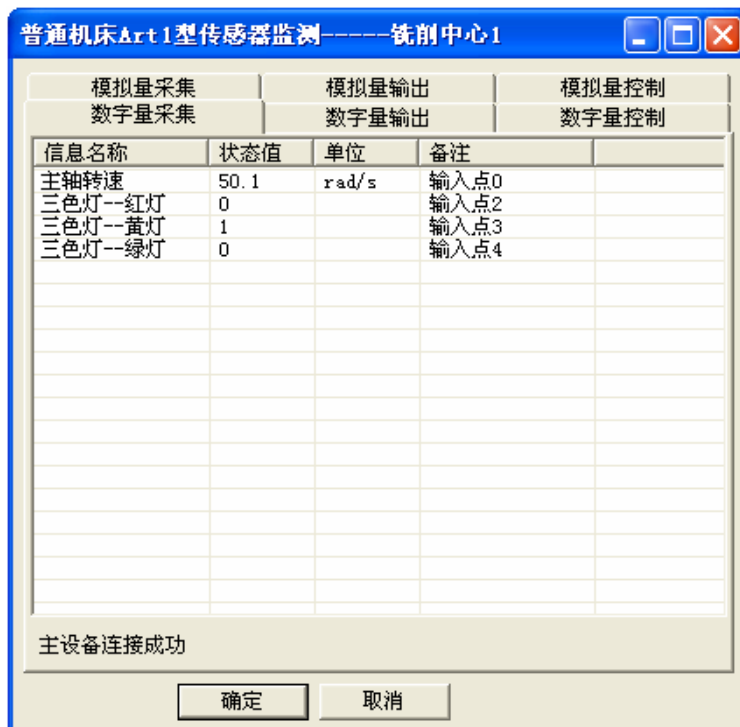 普通机床Art1型传感器监测-----铣削中心1
模拟量采集 模拟量输出 模拟量控制
数字量采集 数字量输出 数字量控制
信息名称 状态值 单位 备注
主轴转速 50.1 rad/s 输入点0
三色灯--红灯 0 输入点2
三色灯--黄灯 1 输入点3
三色灯--绿灯 0 输入点4
主设备连接成功
确定 取消